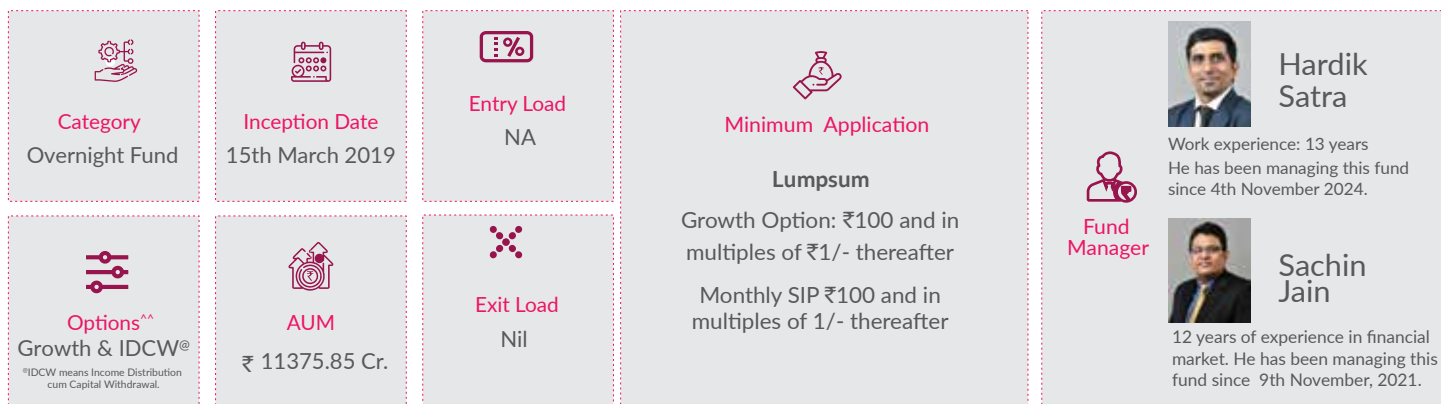 Category
Overnight Fund
Inception Date
15th March 2019
%
Entry Load
NA
₹
Minimum Application
Lumpsum
Growth Option: ₹100 and in
multiples of ₹1/- thereafter
Monthly SIP ₹100 and in
multiples of 1/- thereafter
₹
Fund
Manager
Hardik
Satra
Work experience: 13 years
He has been managing this fund
since 4th November 2024.
Sachin
Jain
12 years of experience in financial
market. He has been managing this
fund since 9th November, 2021.
Options^^
Growth & IDCW@
@IDCW means Income Distribution
cum Capital Withdrawal.
₹
AUM
₹ 11375.85 Cr.
Exit Load
Nil